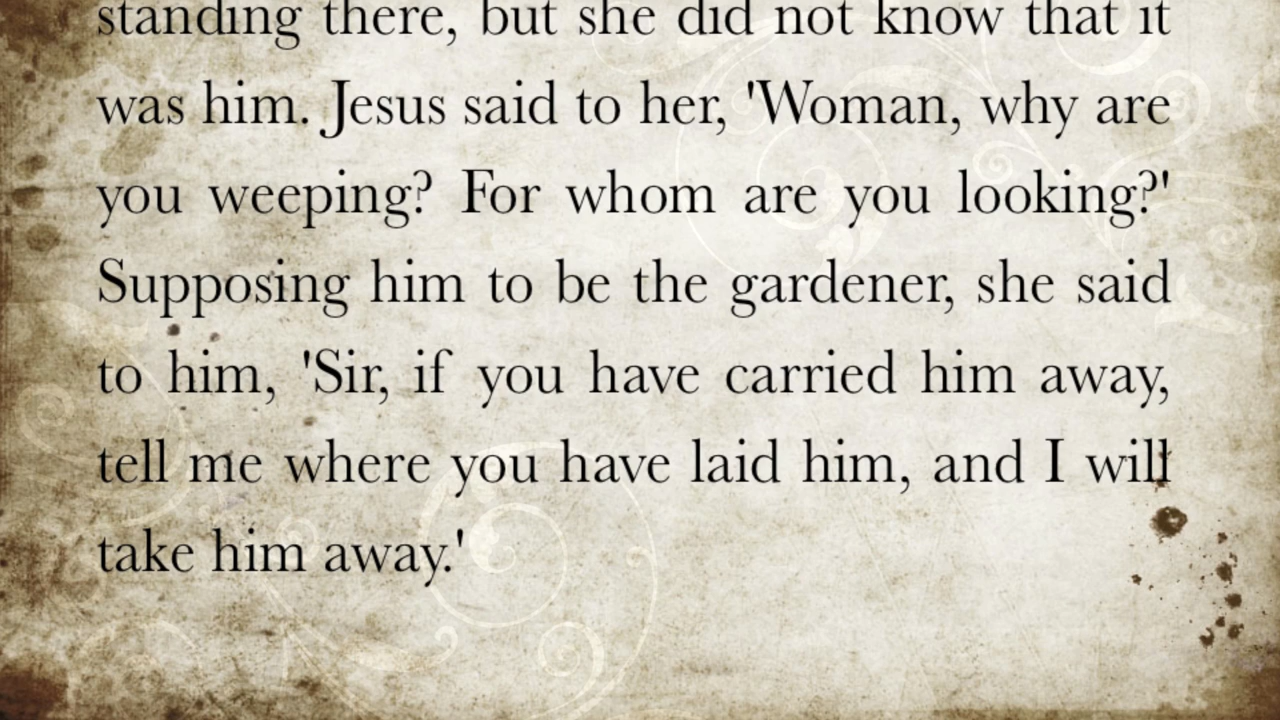 standing there, but she did not know that it
was him. Jesus said to her, 'Woman, why are
you weeping? For whom are you looking?'
Supposing him to be the gardener, she said
to him, 'Sir, if you have carried him away,
tell me where you have laid him, and I will
take him away.'